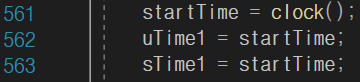 561 startTime = clock();
562 uTime1 = startTime;
563 sTime1 = startTime;